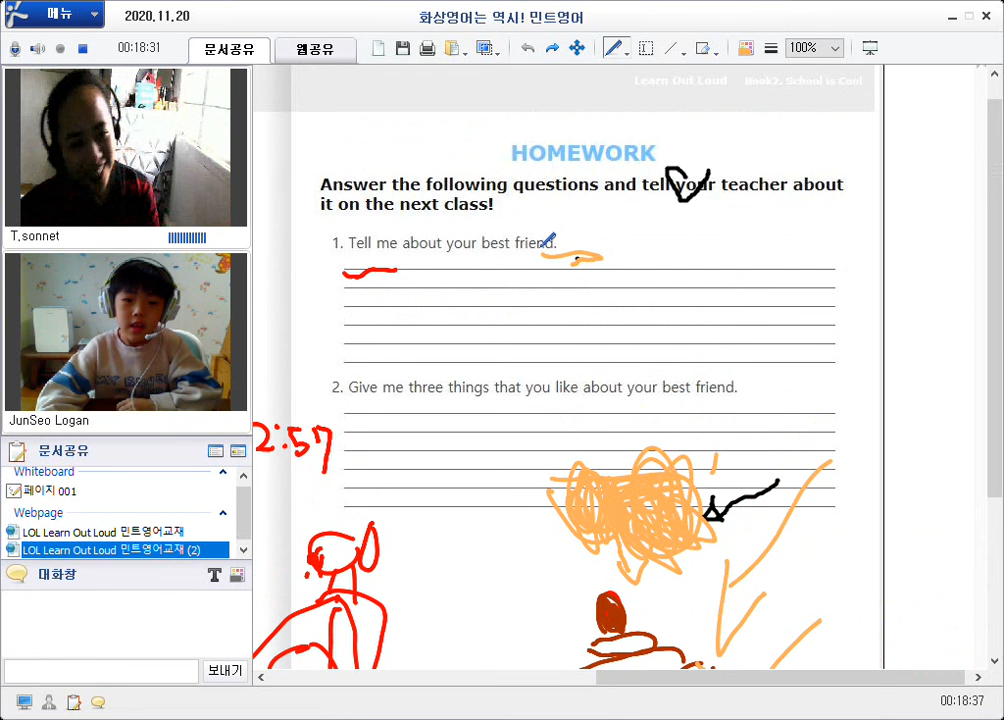 메뉴
2020.11.20
화상영어는 역시! 민트영어
00:18:31
문서공유
웹공유
100%
T.sonnet
JunSeo Logan
문서공유
Whiteboard
페이지 001
Webpage
LOL Learn Out Loud 민트영어교재
LOL Learn Out Loud 민트영어교재 (2)
대화창
보내기
Learn Out Loud Book2. School is Cool
HOMEWORK
Answer the following questions and tell your teacher about
it on the next class!
1. Tell me about your best friend.
2. Give me three things that you like about your best friend.
2:57
00:18:37